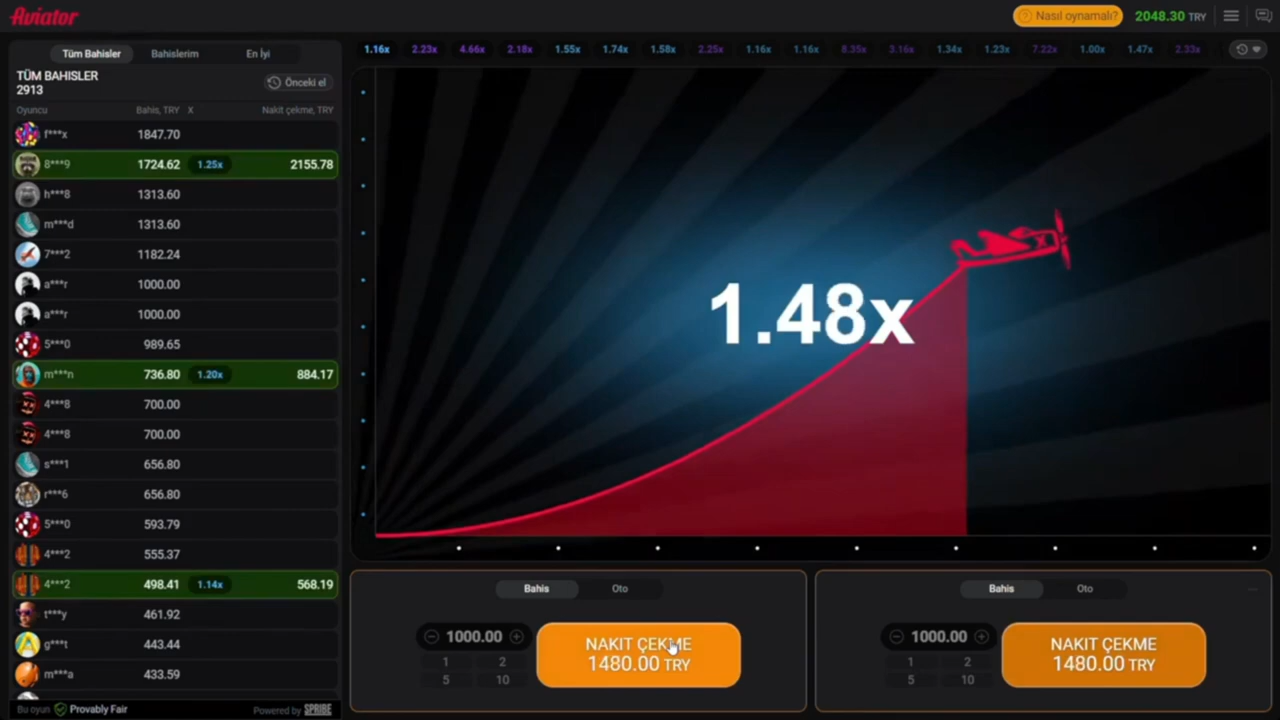 Aviator
Nasıl oynamalı?
2048.30 TRY
Tüm Bahisler Bahislerim En İyi
TÜM BAHISLER
2913
Önceki el
Oyuncu Bahis, TRY X Nakit çekme, TRY
f***x 1847.70
8***9 1724.62 1.25x 2155.78
h***8 1313.60
m***d 1313.60
7***2 1182.24
a***r 1000.00
a***r 1000.00
5***0 989.65
m***n 736.80 1.20x 884.17
4***8 700.00
4***8 700.00
s***1 656.80
r***6 656.80
5***0 593.79
4***2 555.37
4***2 498.41 1.14x 568.19
t***y 461.92
g***t 443.44
m***a 433.59
Bu oyun Provably Fair Powered by SPRIBE
1.16x 2.23x 4.66x 2.18x 1.55x 1.74x 1.58x 2.25x 1.16x 1.16x 8.35x 3.16x 1.34x 1.23x 7.22x 1.00x 1.47x 2.33x
1.48x
Bahis Oto
1000.00
1 2
5 10
NAKIT ÇEKME
1480.00 TRY
Bahis Oto
1000.00
1 2
5 10
NAKIT ÇEKME
1480.00 TRY